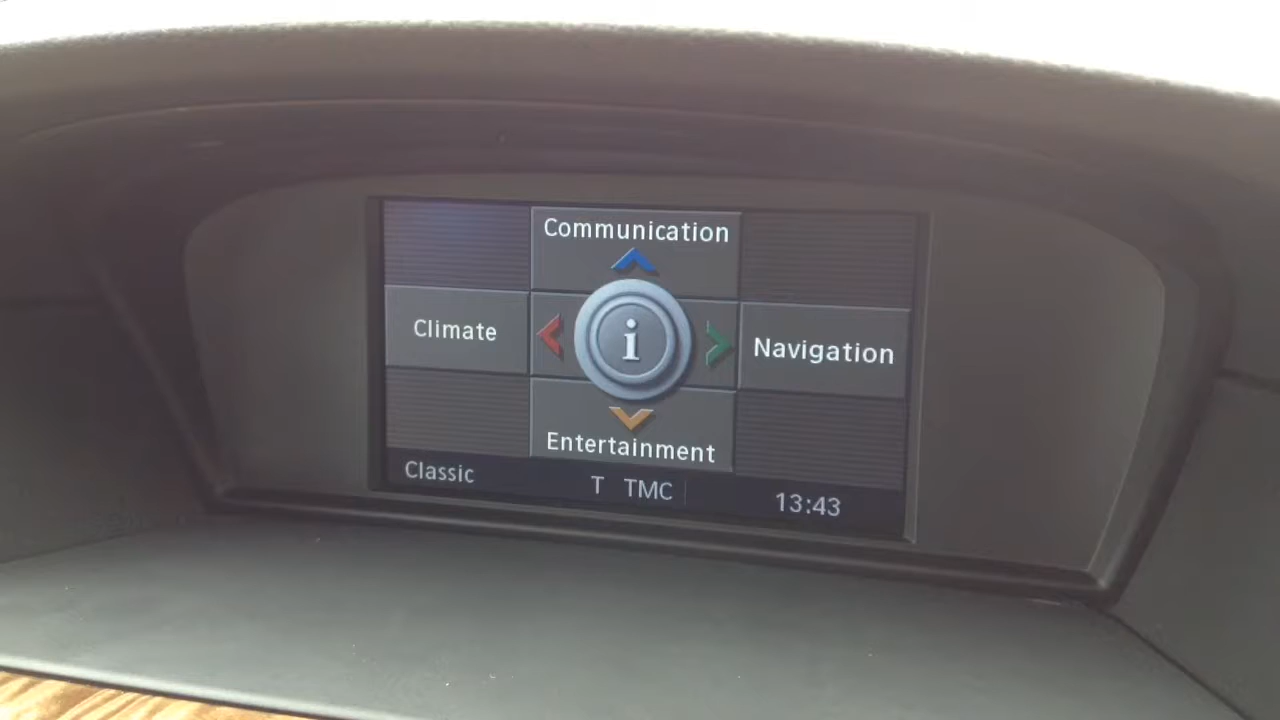 Communication
Climate
i
Navigation
Entertainment
Classic
T TMC
13:43